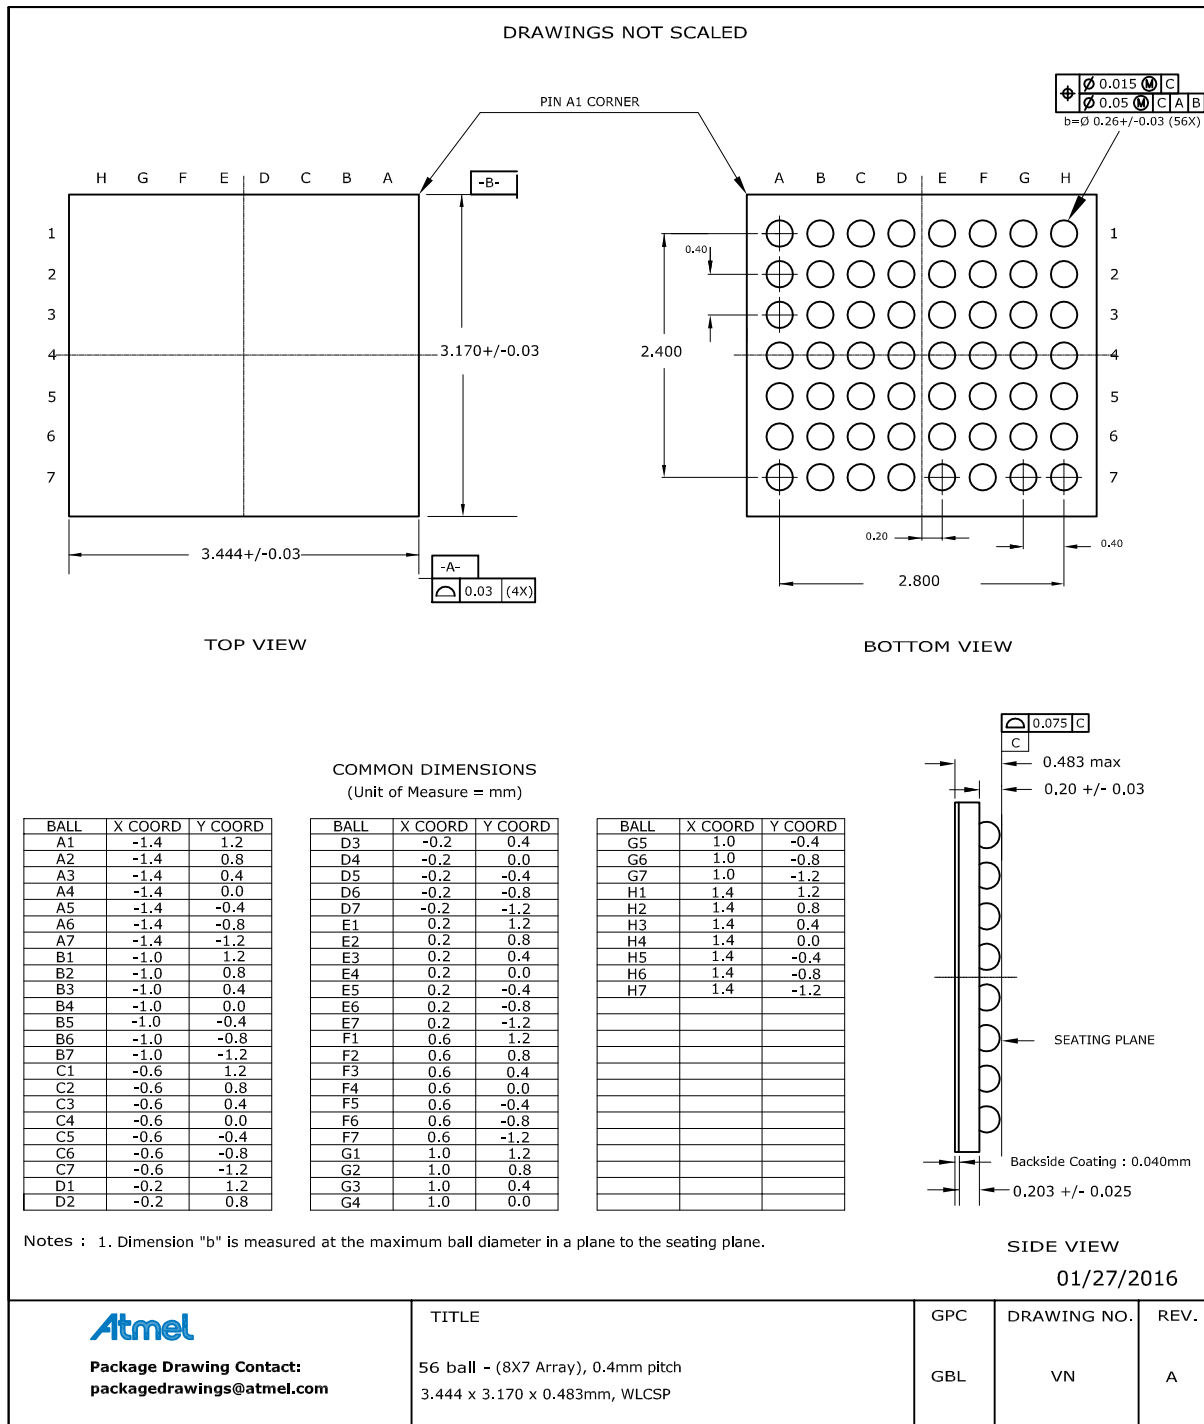 DRAWINGS NOT SCALED
⌖ Ø 0.015 Ⓜ C
Ø 0.05 Ⓜ C A B
b=Ø 0.26+/-0.03 (56X)
PIN A1 CORNER
H G F E D C B A
-B-
A B C D E F G H
1
2
3
4
5
6
7
3.170+/-0.03
3.444+/-0.03
-A-
0.03 (4X)
0.40
2.400
1
2
3
4
5
6
7
0.20
0.40
2.800
TOP VIEW
BOTTOM VIEW
0.075 C
C
0.483 max
0.20 +/- 0.03
COMMON DIMENSIONS
(Unit of Measure = mm)
BALL X COORD Y COORD
A1 -1.4 1.2
A2 -1.4 0.8
A3 -1.4 0.4
A4 -1.4 0.0
A5 -1.4 -0.4
A6 -1.4 -0.8
A7 -1.4 -1.2
B1 -1.0 1.2
B2 -1.0 0.8
B3 -1.0 0.4
B4 -1.0 0.0
B5 -1.0 -0.4
B6 -1.0 -0.8
B7 -1.0 -1.2
C1 -0.6 1.2
C2 -0.6 0.8
C3 -0.6 0.4
C4 -0.6 0.0
C5 -0.6 -0.4
C6 -0.6 -0.8
C7 -0.6 -1.2
D1 -0.2 1.2
D2 -0.2 0.8
BALL X COORD Y COORD
D3 -0.2 0.4
D4 -0.2 0.0
D5 -0.2 -0.4
D6 -0.2 -0.8
D7 -0.2 -1.2
E1 0.2 1.2
E2 0.2 0.8
E3 0.2 0.4
E4 0.2 0.0
E5 0.2 -0.4
E6 0.2 -0.8
E7 0.2 -1.2
F1 0.6 1.2
F2 0.6 0.8
F3 0.6 0.4
F4 0.6 0.0
F5 0.6 -0.4
F6 0.6 -0.8
F7 0.6 -1.2
G1 1.0 1.2
G2 1.0 0.8
G3 1.0 0.4
G4 1.0 0.0
BALL X COORD Y COORD
G5 1.0 -0.4
G6 1.0 -0.8
G7 1.0 -1.2
H1 1.4 1.2
H2 1.4 0.8
H3 1.4 0.4
H4 1.4 0.0
H5 1.4 -0.4
H6 1.4 -0.8
H7 1.4 -1.2
SEATING PLANE
Backside Coating : 0.040mm
0.203 +/- 0.025
Notes : 1. Dimension "b" is measured at the maximum ball diameter in a plane to the seating plane.
SIDE VIEW
01/27/2016
Atmel
Package Drawing Contact:
packagedrawings@atmel.com
TITLE
56 ball - (8X7 Array), 0.4mm pitch
3.444 x 3.170 x 0.483mm, WLCSP
GPC
GBL
DRAWING NO.
VN
REV.
A